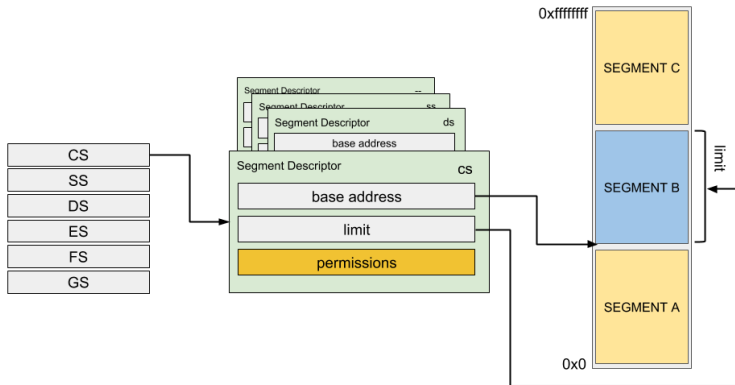 CS
SS
DS
ES
FS
GS
Segment Descriptor --
Segment Descriptor ss
Segment Descriptor ds
base address
Segment Descriptor cs
base address
limit
permissions
0xffffffff
SEGMENT C
SEGMENT B
limit
SEGMENT A
0x0